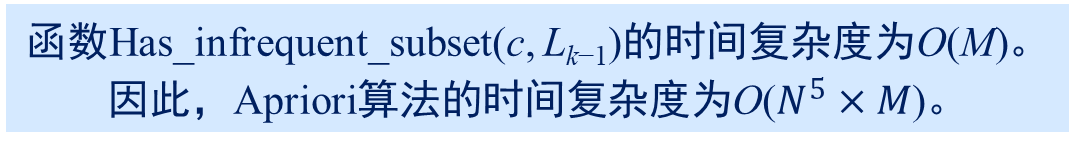 函数Has_infrequent_subset(c, Lₖ₋₁)的时间复杂度为O(M)。
因此，Apriori算法的时间复杂度为O(N⁵ × M)。